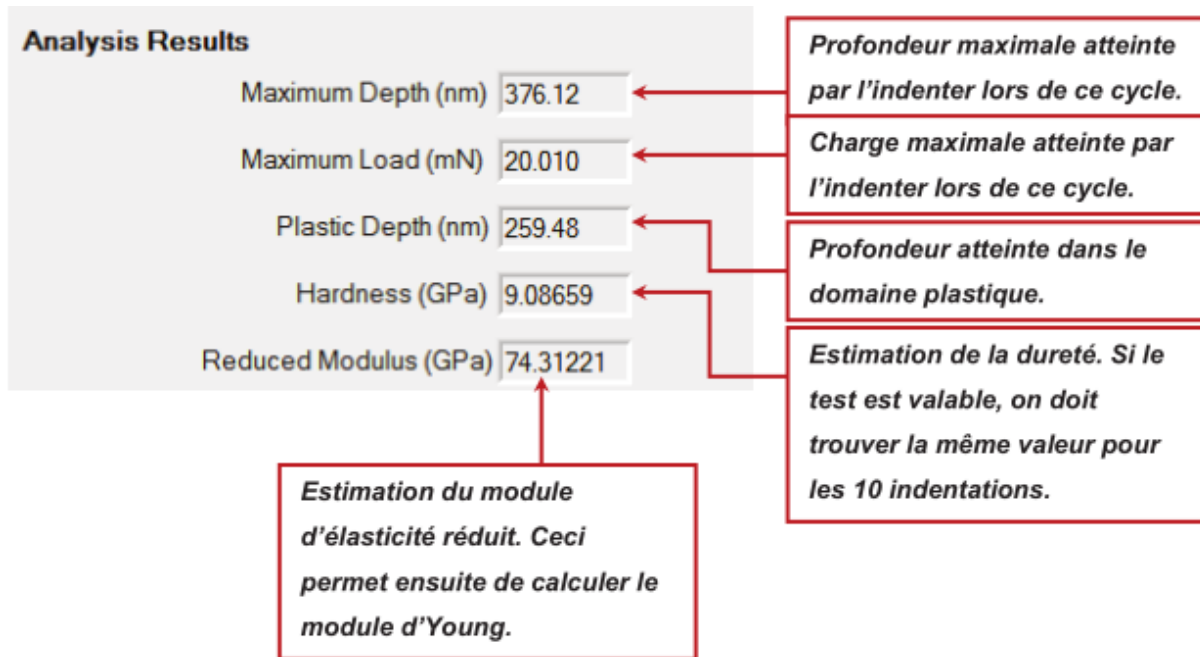 Analysis Results
Maximum Depth (nm) 376.12
Maximum Load (mN) 20.010
Plastic Depth (nm) 259.48
Hardness (GPa) 9.08659
Reduced Modulus (GPa) 74.31221
Profondeur maximale atteinte
par l'indenter lors de ce cycle.
Charge maximale atteinte par
l'indenter lors de ce cycle.
Profondeur atteinte dans le
domaine plastique.
Estimation de la dureté. Si le
test est valable, on doit
trouver la même valeur pour
les 10 indentations.
Estimation du module
d'élasticité réduit. Ceci
permet ensuite de calculer le
module d'Young.